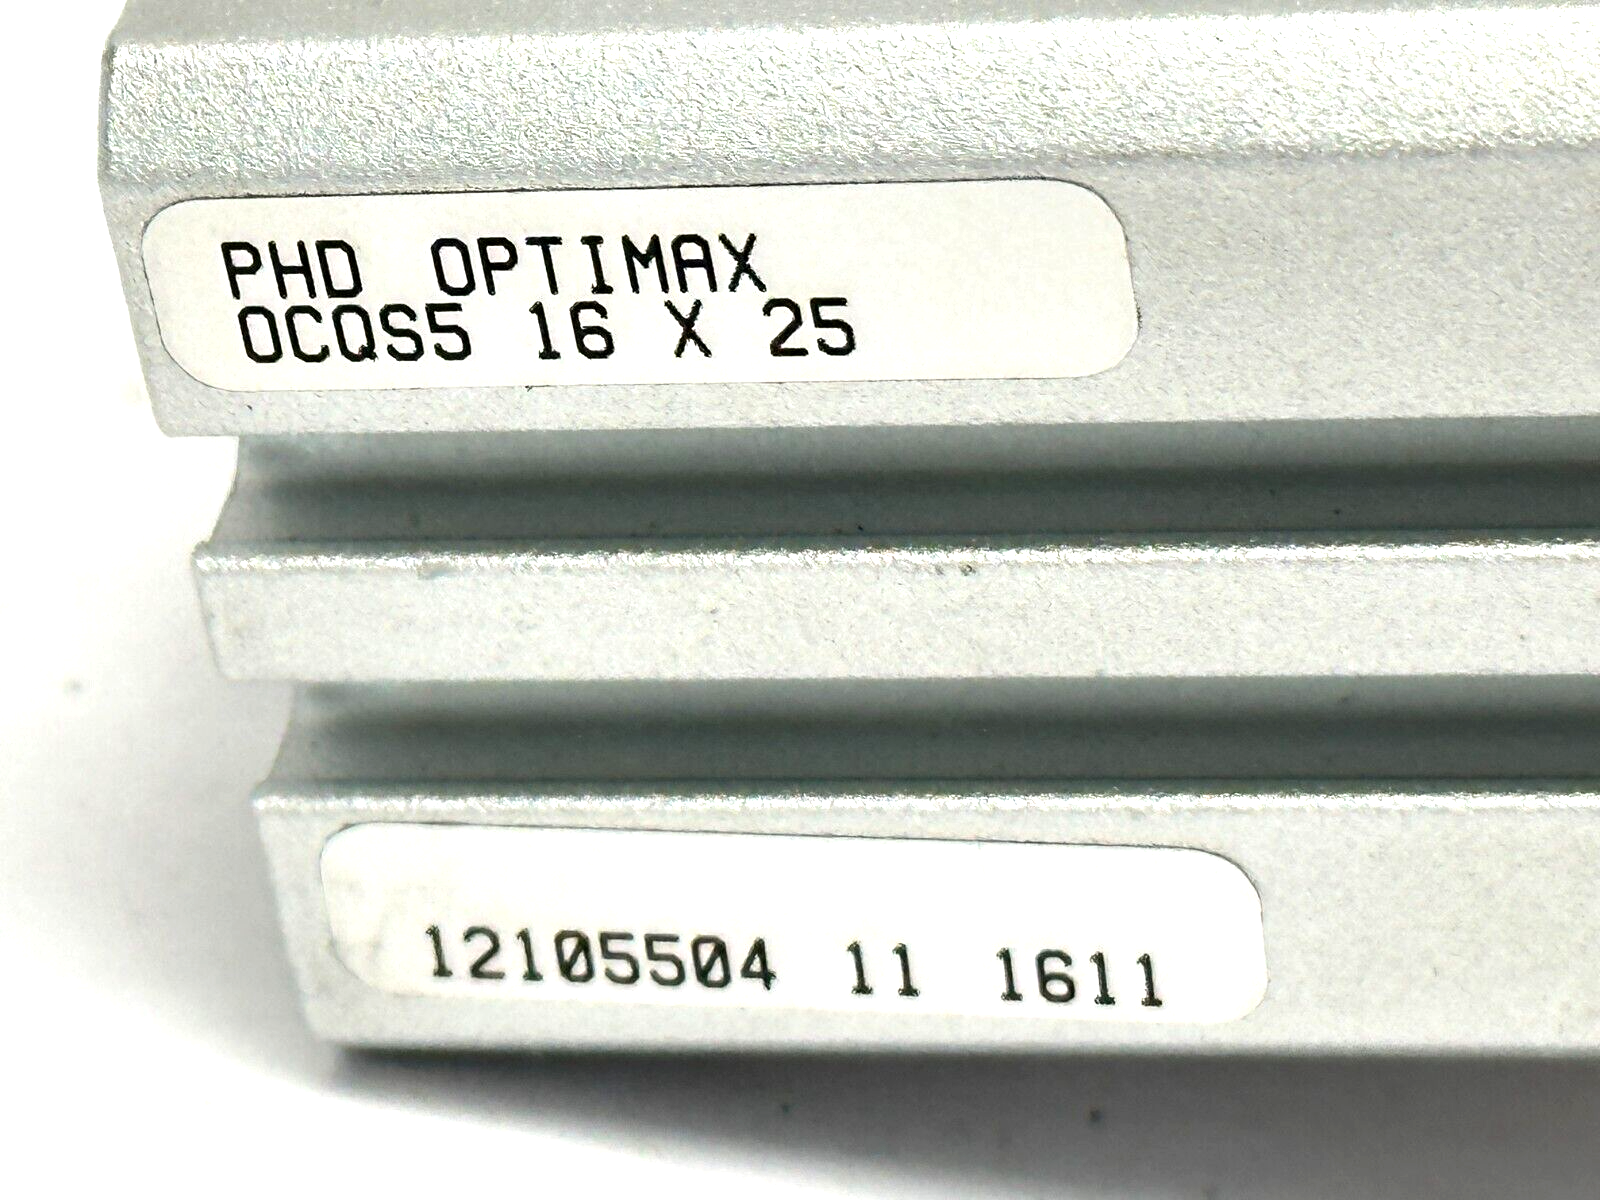 PHD OPTIMAX
OCQS5 16 X 25
12105504 11 1611